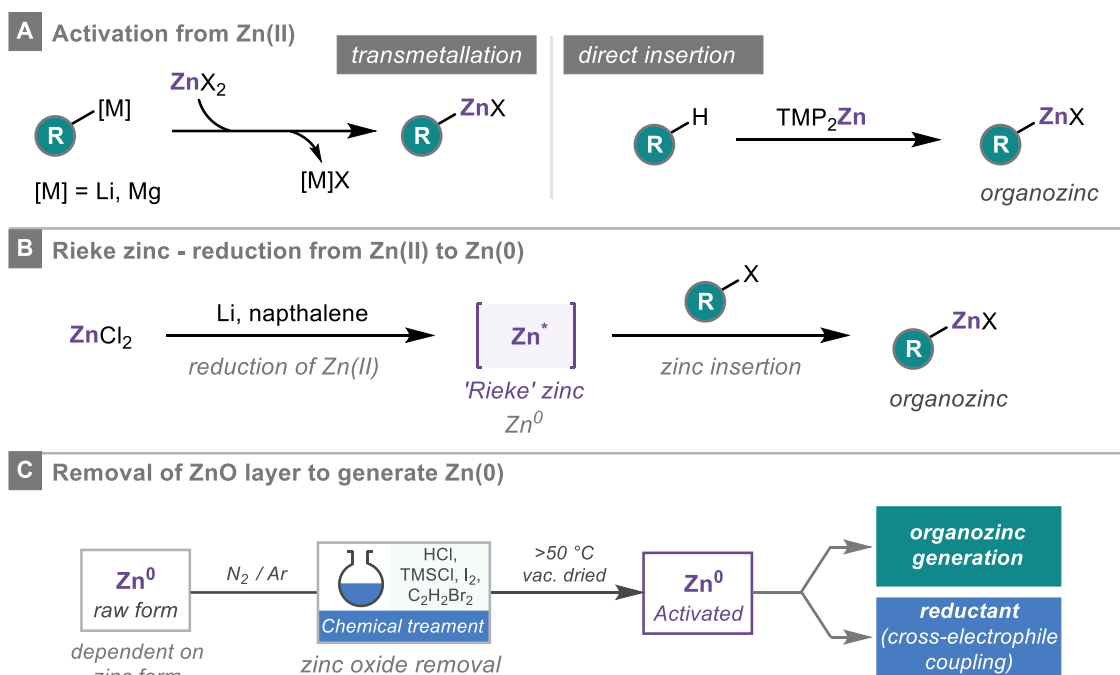 A Activation from Zn(II)
transmetallation
direct insertion
R [M]
ZnX₂
[M]X
R ZnX
[M] = Li, Mg
R H
TMP₂Zn
R ZnX
organozinc
B Rieke zinc - reduction from Zn(II) to Zn(0)
ZnCl₂
Li, napthalene
reduction of Zn(II)
Zn*
'Rieke' zinc
Zn⁰
R X
zinc insertion
R ZnX
organozinc
C Removal of ZnO layer to generate Zn(0)
Zn⁰
raw form
dependent on
zinc form
N₂ / Ar
HCl,
TMSCl, I₂,
C₂H₂Br₂
Chemical treament
zinc oxide removal
>50 °C
vac. dried
Zn⁰
Activated
organozinc
generation
reductant
(cross-electrophile
coupling)